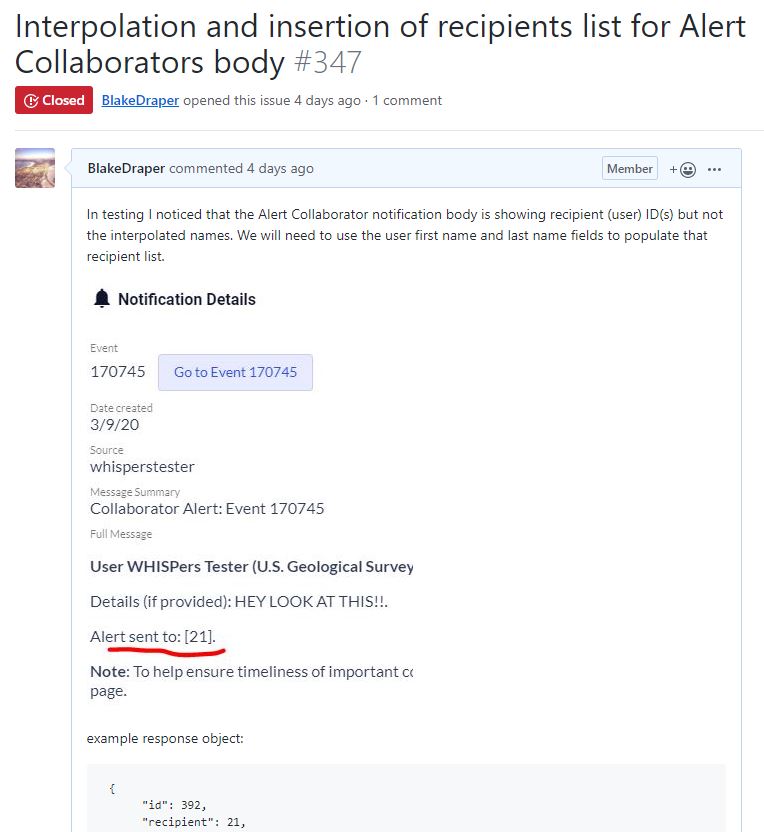 Interpolation and insertion of recipients list for Alert
Collaborators body #347
Closed BlakeDraper opened this issue 4 days ago · 1 comment
BlakeDraper commented 4 days ago Member
In testing I noticed that the Alert Collaborator notification body is showing recipient (user) ID(s) but not
the interpolated names. We will need to use the user first name and last name fields to populate that
recipient list.
Notification Details
Event
170745 Go to Event 170745
Date created
3/9/20
Source
whisperstester
Message Summary
Collaborator Alert: Event 170745
Full Message
User WHISPers Tester (U.S. Geological Survey
Details (if provided): HEY LOOK AT THIS!!.
Alert sent to: [21].
Note: To help ensure timeliness of important co
page.
example response object:
{
"id": 392,
"recipient": 21,